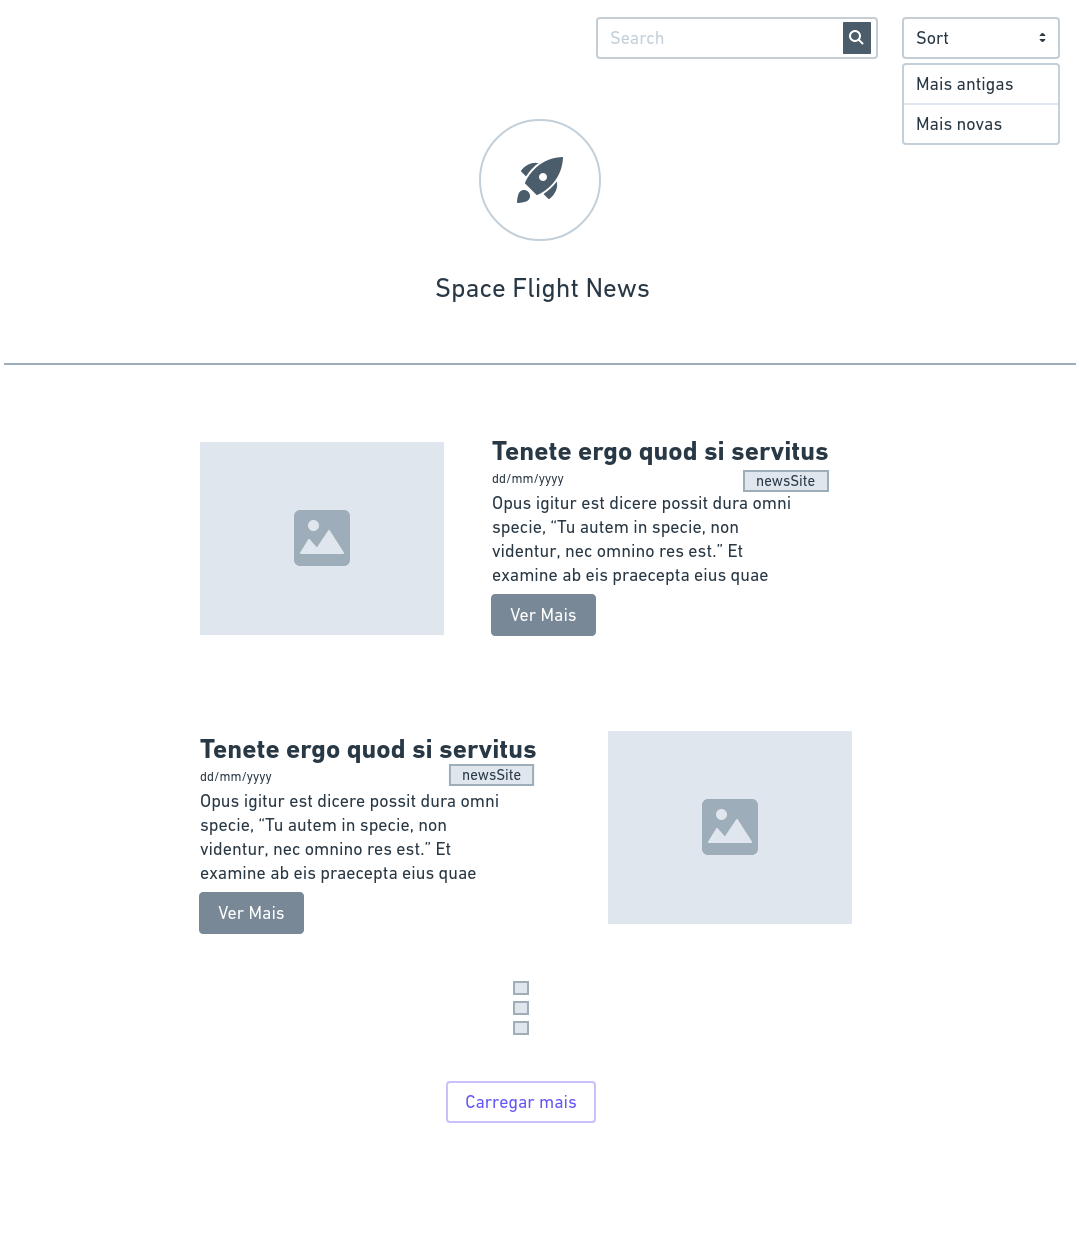 Search
Sort
Mais antigas
Mais novas
Space Flight News
Tenete ergo quod si servitus
dd/mm/yyyy
newsSite
Opus igitur est dicere possit dura omni
specie, “Tu autem in specie, non
videntur, nec omnino res est.” Et
examine ab eis praecepta eius quae
Ver Mais
Tenete ergo quod si servitus
dd/mm/yyyy
newsSite
Opus igitur est dicere possit dura omni
specie, “Tu autem in specie, non
videntur, nec omnino res est.” Et
examine ab eis praecepta eius quae
Ver Mais
Carregar mais